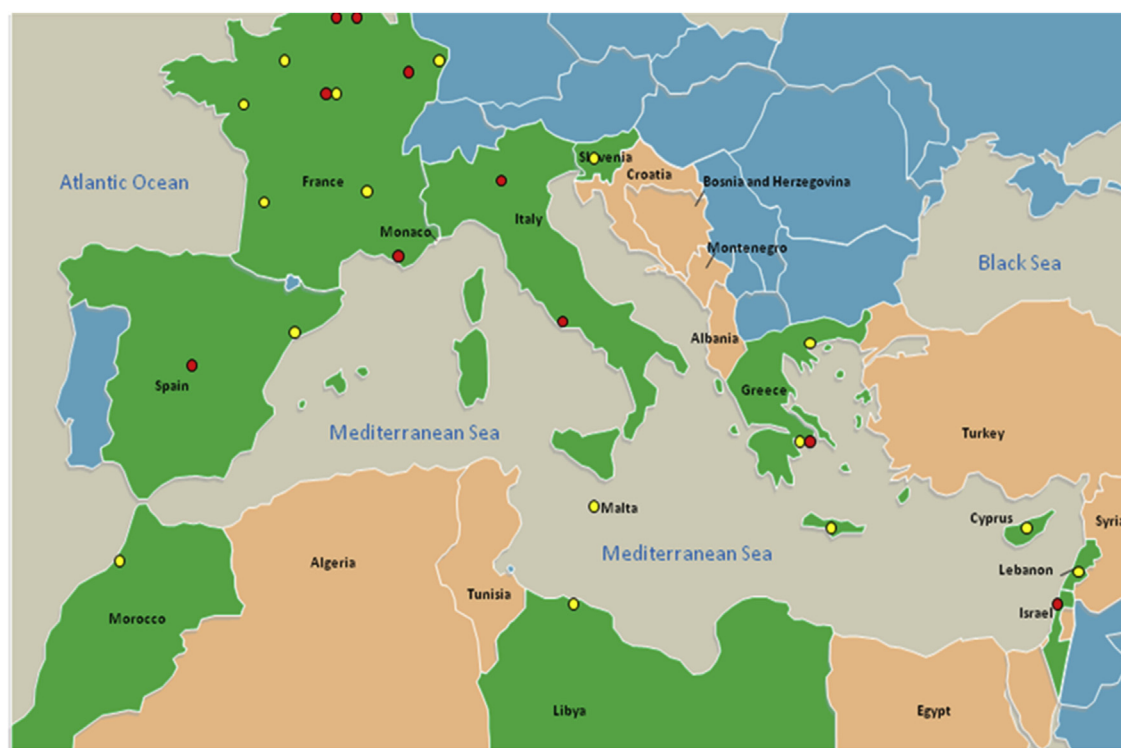 Slovenia
Croatia
Atlantic Ocean
France
Bosnia and Herzegovina
Italy
Monaco
Montenegro
Black Sea
Albania
Spain
Greece
Mediterranean Sea
Turkey
Malta
Cyprus
Syria
Mediterranean Sea
Algeria
Lebanon
Tunisia
Israel
Morocco
Libya
Egypt